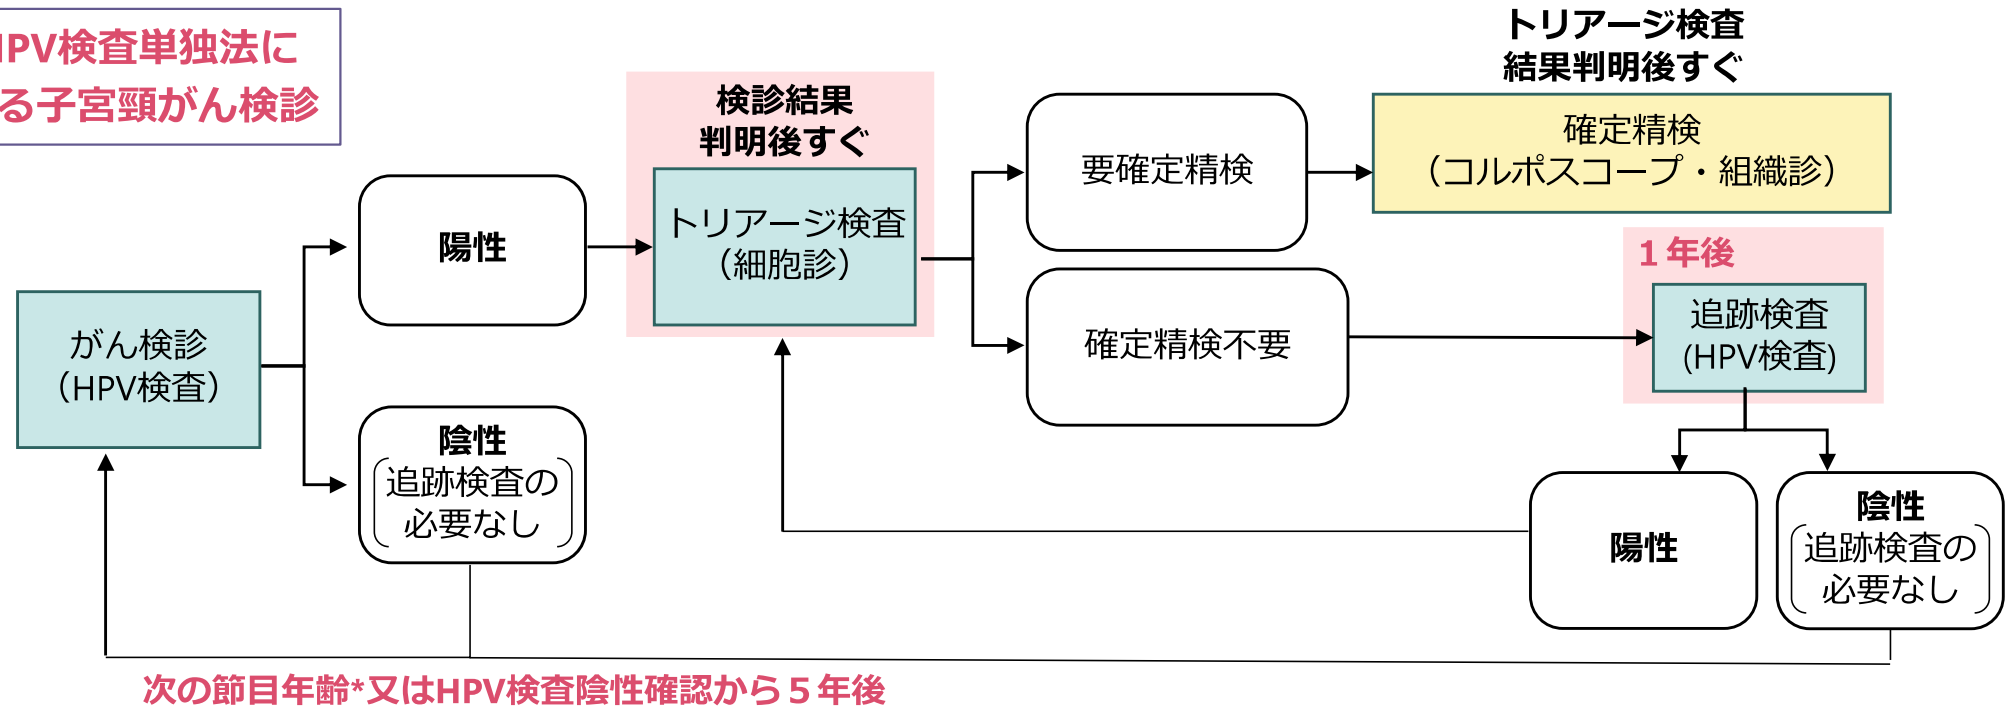 HPV検査単独法に
る子宮頸がん検診
がん検診
（HPV検査）
陽性
陰性
追跡検査の
必要なし
検診結果
判明後すぐ
トリアージ検査
（細胞診）
要確定精検
確定精検不要
トリアージ検査
結果判明後すぐ
確定精検
（コルポスコープ・組織診）
１年後
追跡検査
(HPV検査)
陽性
陰性
追跡検査の
必要なし
次の節目年齢*又はHPV検査陰性確認から５年後